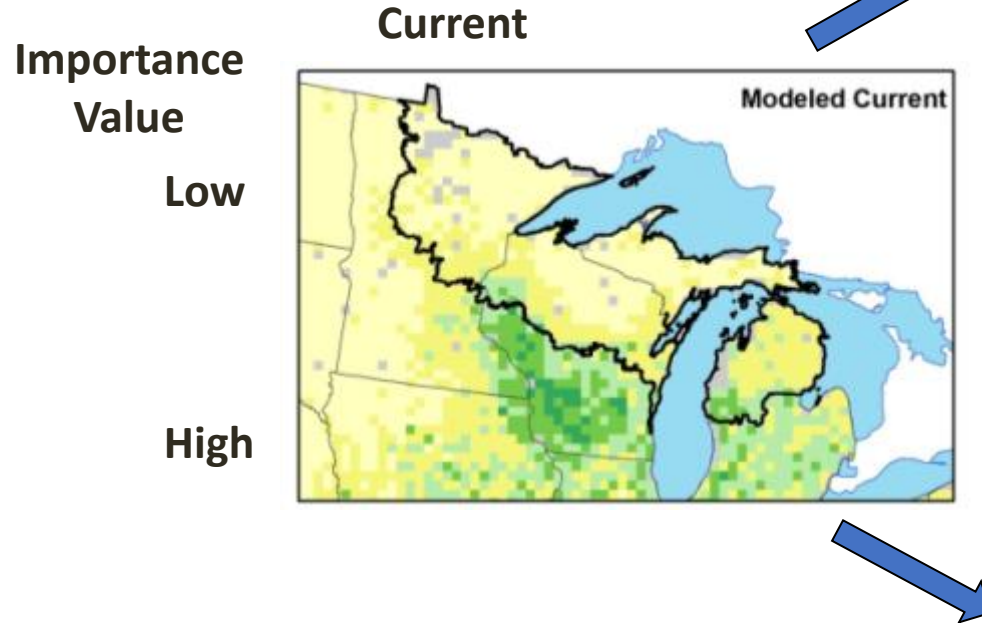 Current
Importance
Value
Low
High
Modeled Current